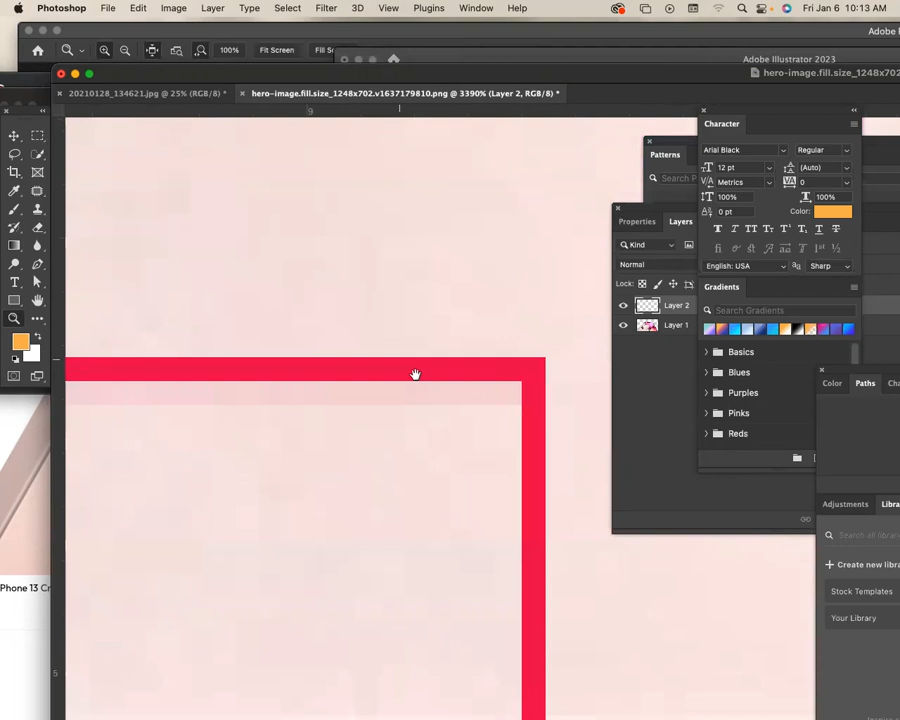 Photoshop File Edit Image Layer Type Select Filter 3D View Plugins Window Help Fri Jan 6 10:13 AM
Adobe
100% Fit Screen
Adobe Illustrator 2023
hero-image.fill.size_1248x702.
20210128_134621.jpg @ 25% (RGB/8) *
hero-image.fill.size_1248x702.v1637179810.png @ 3390% (Layer 2, RGB/8) *
9
5
Character
Arial Black Regular
12 pt (Auto)
Metrics 0
100% 100%
0 pt Color:
English: USA Sharp
Patterns
Properties Layers
Kind
Normal
Lock:
Layer 2
Layer 1
Gradients
Search Gradients
Basics
Blues
Purples
Pinks
Reds
Color Paths
Adjustments
Create new
Stock Templates
Your Library
Phone 13